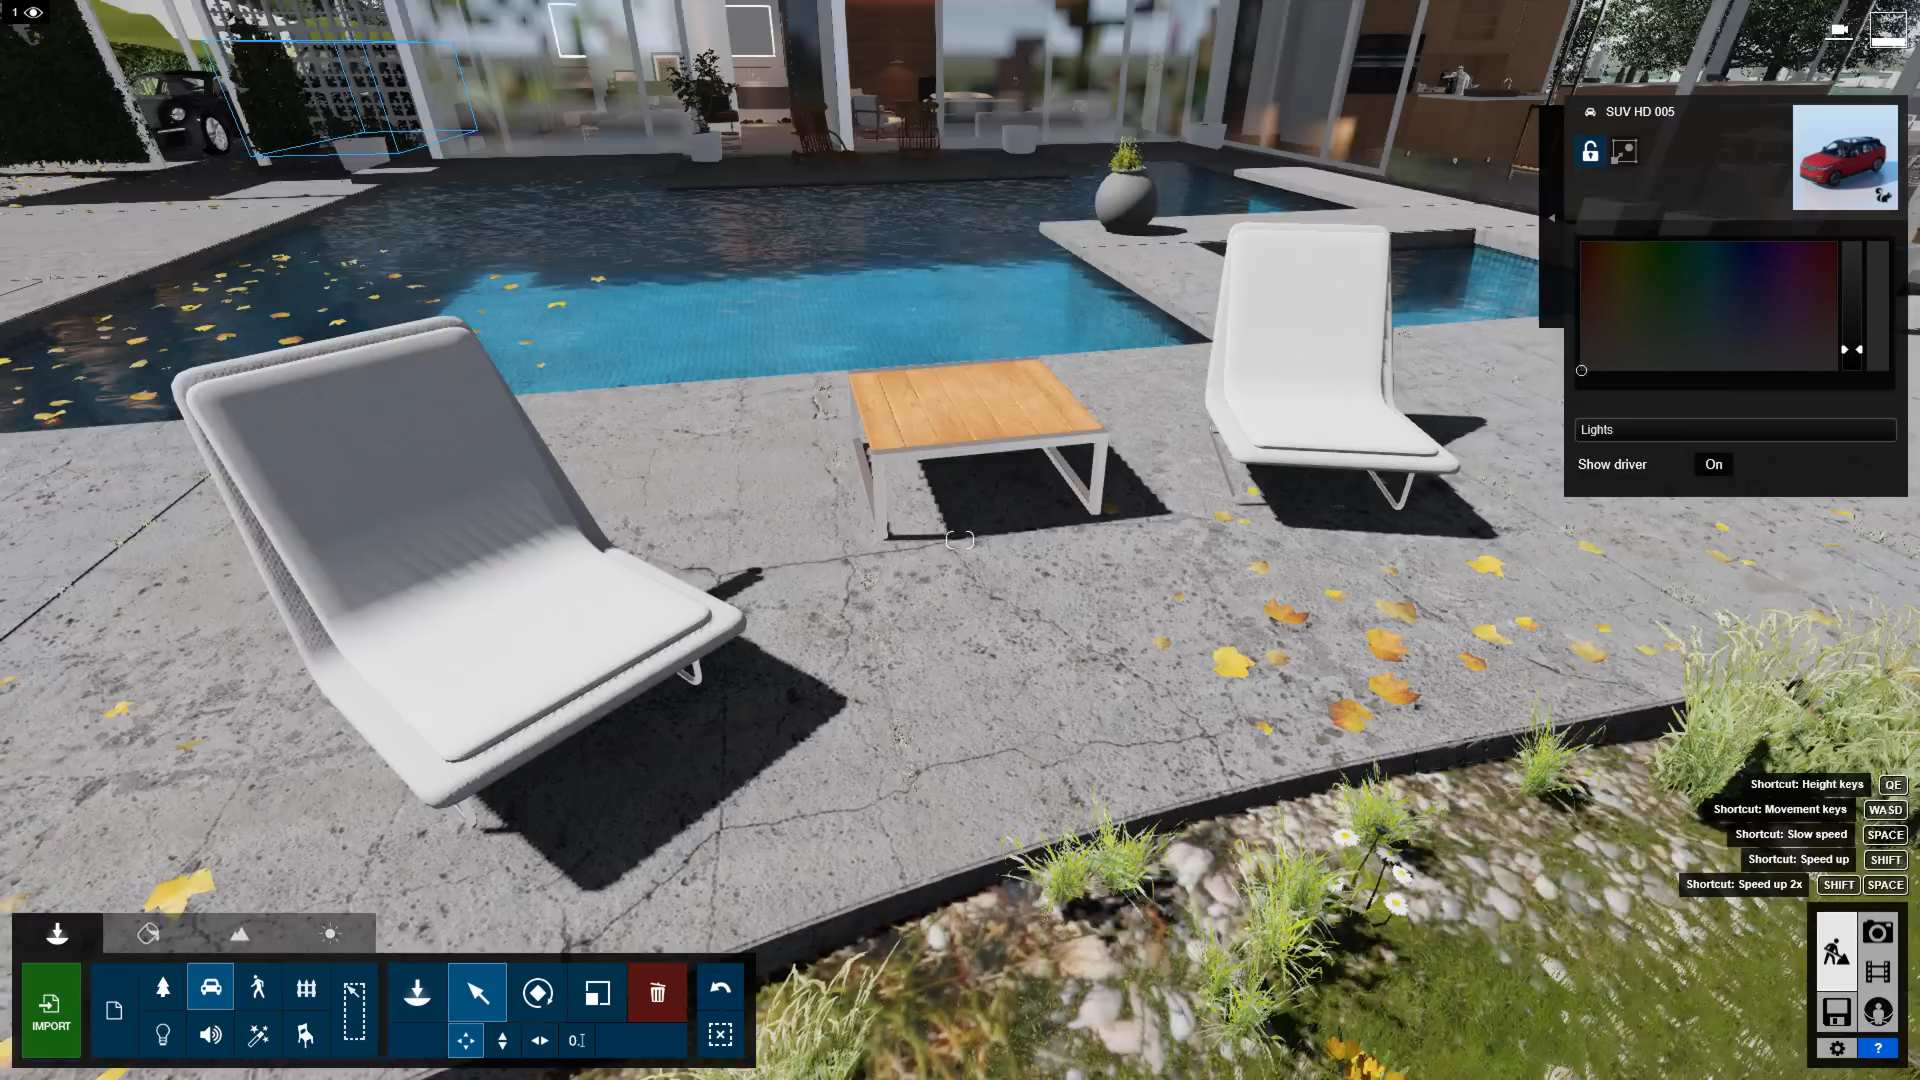 1
SUV HD 005
Lights
Show driver On
Shortcut: Height keys QE
Shortcut: Movement keys WASD
Shortcut: Slow speed SPACE
Shortcut: Speed up SHIFT
Shortcut: Speed up 2x SHIFT SPACE
IMPORT
0.
?